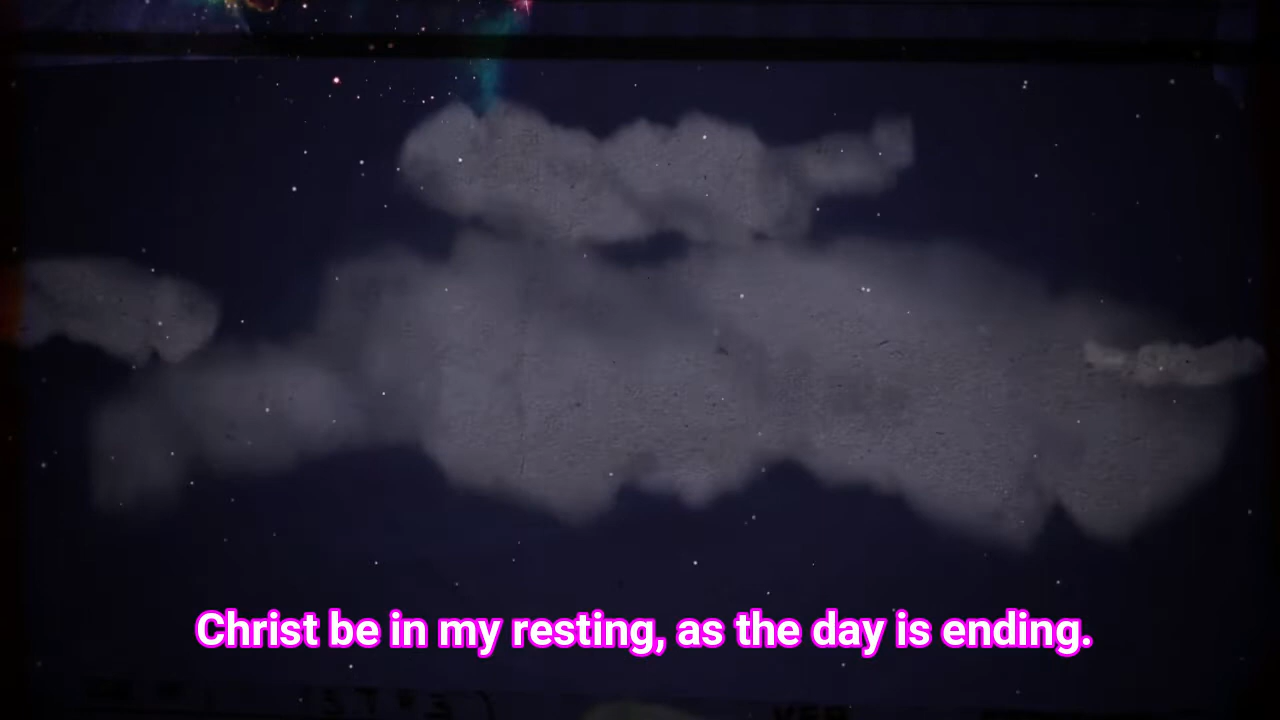 Christ be in my resting, as the day is ending.